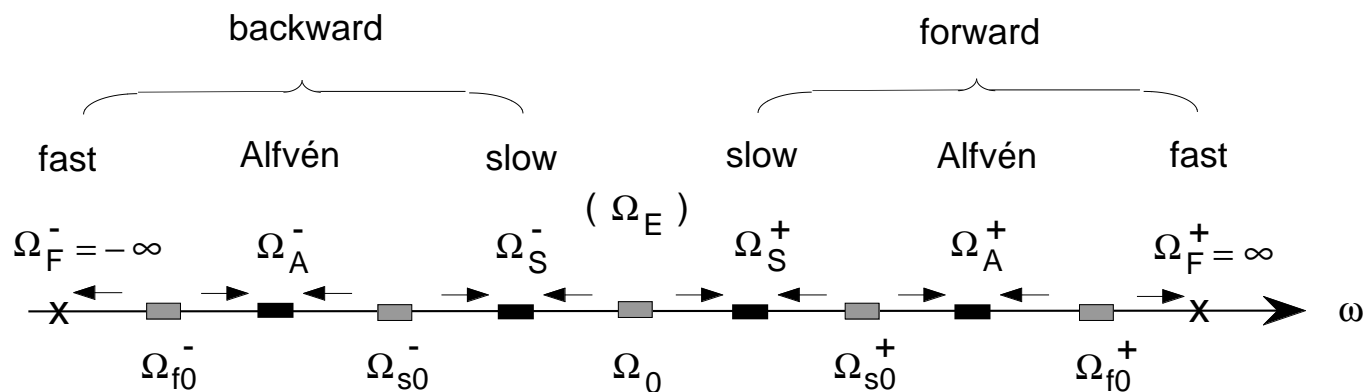 backward forward
fast Alfvén slow slow Alfvén fast
( Ω_E )
Ω_F^- = - ∞ Ω_A^- Ω_S^- Ω_S^+ Ω_A^+ Ω_F^+ = ∞
x x ω
Ω_f0^- Ω_s0^- Ω_0 Ω_s0^+ Ω_f0^+